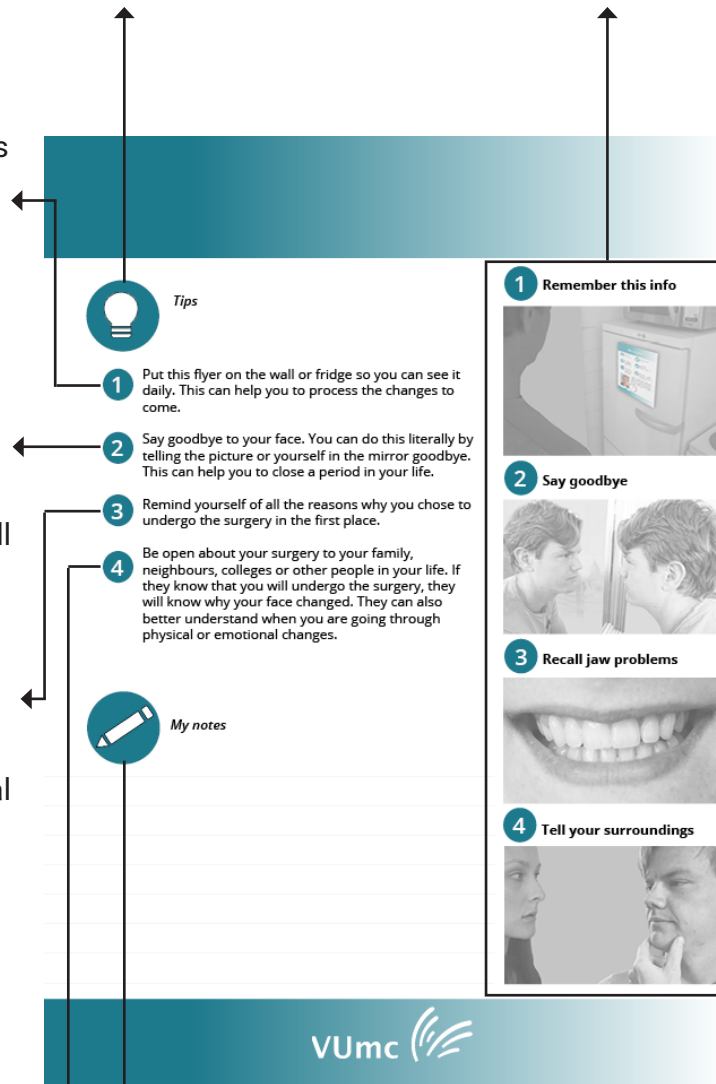 s
ll
al
Tips
1 Put this flyer on the wall or fridge so you can see it
daily. This can help you to process the changes to
come.
2 Say goodbye to your face. You can do this literally by
telling the picture or yourself in the mirror goodbye.
This can help you to close a period in your life.
3 Remind yourself of all the reasons why you chose to
undergo the surgery in the first place.
4 Be open about your surgery to your family,
neighbours, colleges or other people in your life. If
they know that you will undergo the surgery, they
will know why your face changed. They can also
better understand when you are going through
physical or emotional changes.
My notes
1 Remember this info
2 Say goodbye
3 Recall jaw problems
4 Tell your surroundings
VUmc